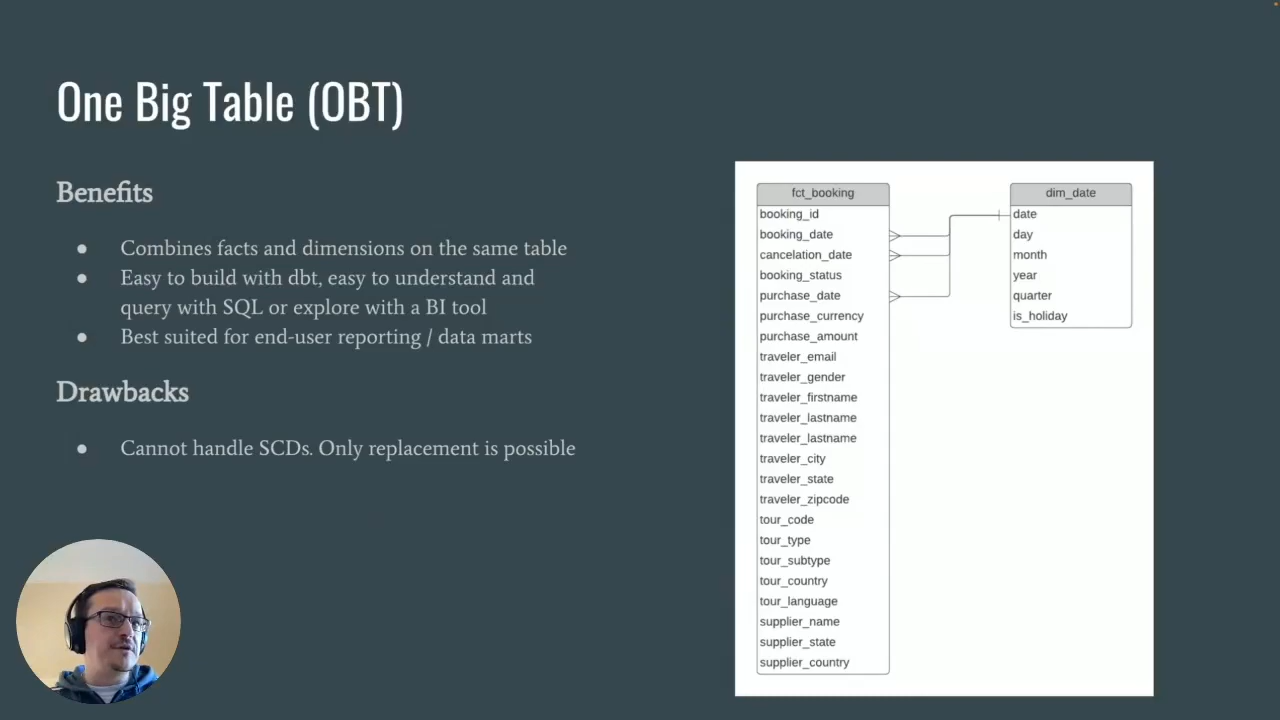 One Big Table (OBT)
Benefits
● Combines facts and dimensions on the same table
● Easy to build with dbt, easy to understand and
query with SQL or explore with a BI tool
● Best suited for end-user reporting / data marts
Drawbacks
● Cannot handle SCDs. Only replacement is possible
fct_booking
booking_id
booking_date
cancelation_date
booking_status
purchase_date
purchase_currency
purchase_amount
traveler_email
traveler_gender
traveler_firstname
traveler_lastname
traveler_lastname
traveler_city
traveler_state
traveler_zipcode
tour_code
tour_type
tour_subtype
tour_country
tour_language
supplier_name
supplier_state
supplier_country
dim_date
date
day
month
year
quarter
is_holiday